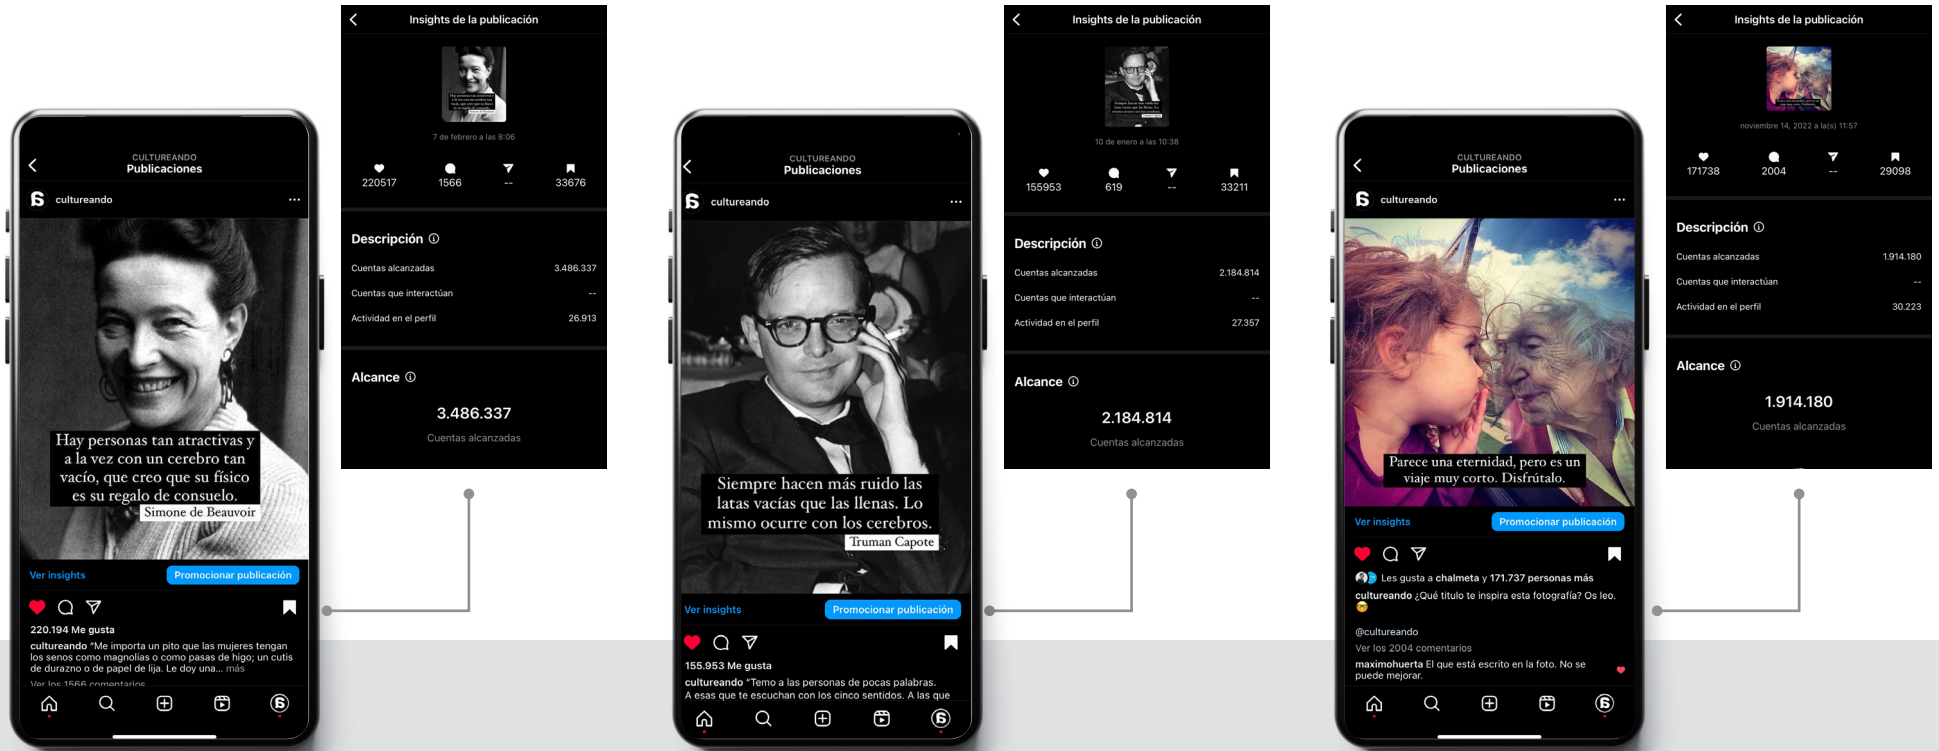 Insights de la publicación
7 de febrero a las 8:06
220517 1566 -- 33676
Descripción
Cuentas alcanzadas 3.486.337
Cuentas que interactúan --
Actividad en el perfil 26.913
Alcance
3.486.337
Cuentas alcanzadas
CULTUREANDO
Publicaciones
cultureando
Hay personas tan atractivas y
a la vez con un cerebro tan
vacío, que creo que su físico
es su regalo de consuelo.
Simone de Beauvoir
Ver insights Promocionar publicación
220.194 Me gusta
cultureando “Me importa un pito que las mujeres tengan
los senos como magnolias o como pasas de higo; un cutis
de durazno o de papel de lija. Le doy una... más
Ver los 1566 comentarios
Insights de la publicación
10 de enero a las 10:38
155953 619 -- 33211
Descripción
Cuentas alcanzadas 2.184.814
Cuentas que interactúan --
Actividad en el perfil 27.357
Alcance
2.184.814
Cuentas alcanzadas
CULTUREANDO
Publicaciones
cultureando
Siempre hacen más ruido las
latas vacías que las llenas. Lo
mismo ocurre con los cerebros.
Truman Capote
Ver insights Promocionar publicación
155.953 Me gusta
cultureando “Temo a las personas de pocas palabras.
A esas que te escuchan con los cinco sentidos. A las que
Insights de la publicación
noviembre 14, 2022 a la(s) 11:57
171738 2004 -- 29098
Descripción
Cuentas alcanzadas 1.914.180
Cuentas que interactúan --
Actividad en el perfil 30.223
Alcance
1.914.180
Cuentas alcanzadas
CULTUREANDO
Publicaciones
cultureando
Parece una eternidad, pero es un
viaje muy corto. Disfrútalo.
Ver insights Promocionar publicación
Les gusta a chalmeta y 171.737 personas más
cultureando ¿Qué titulo te inspira esta fotografía? Os leo.
🤓
@cultureando
Ver los 2004 comentarios
maximohuerta El que está escrito en la foto. No se
puede mejorar.